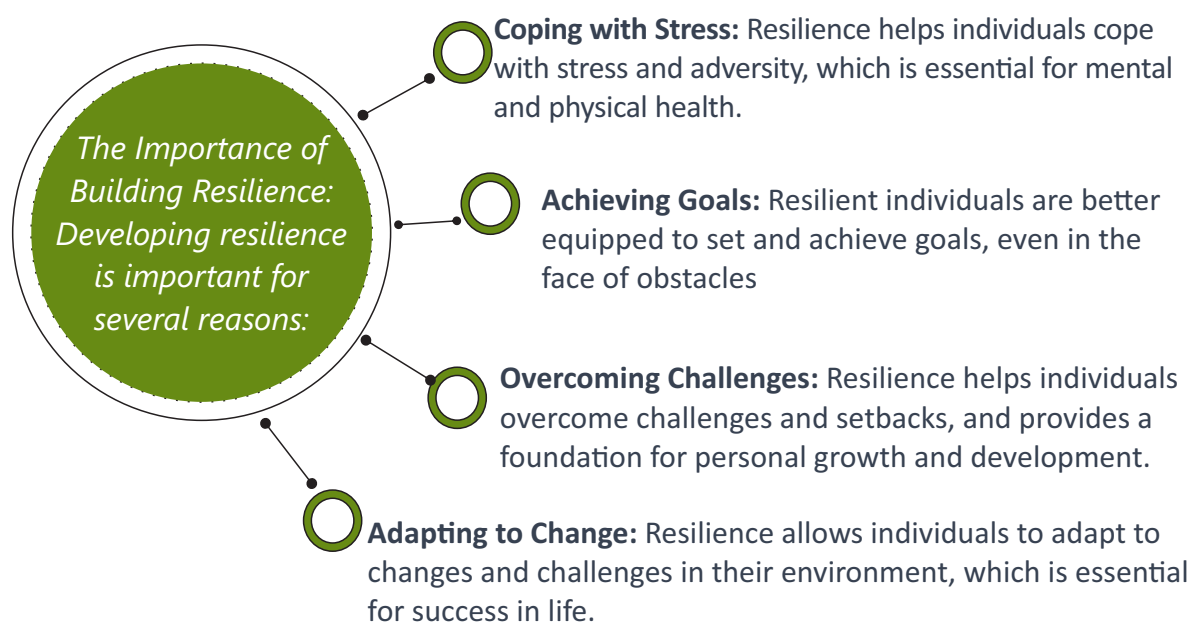 The Importance of
Building Resilience:
Developing resilience
is important for
several reasons:
Coping with Stress: Resilience helps individuals cope
with stress and adversity, which is essential for mental
and physical health.
Achieving Goals: Resilient individuals are better
equipped to set and achieve goals, even in the
face of obstacles
Overcoming Challenges: Resilience helps individuals
overcome challenges and setbacks, and provides a
foundation for personal growth and development.
Adapting to Change: Resilience allows individuals to adapt to
changes and challenges in their environment, which is essential
for success in life.